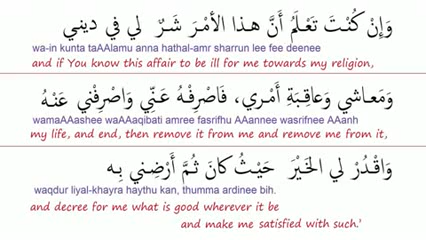 وَإِنْ كُنْتَ تَعْلَمُ أَنَّ هذا الأَمْرَ شَرٌ لي في ديني
wa-in kunta taAAlamu anna hathal-amr sharrun lee fee deenee
and if You know this affair to be ill for me towards my religion,
وَمَعاشي وَعاقِبَةِ أَمْري، فَاصْرِفْهُ عَنّي وَاصْرِفْني عَنْهُ
wamaAAashee waAAaqibati amree fasrifhu AAannee wasrifnee AAanh
my life, and end, then remove it from me and remove me from it,
وَاقْدُرْ لي الخَيْرَ حَيْثُ كانَ ثُمَّ أَرْضِني بِه
waqdur liyal-khayra haythu kan, thumma ardinee bih.
and decree for me what is good wherever it be
and make me satisfied with such.'